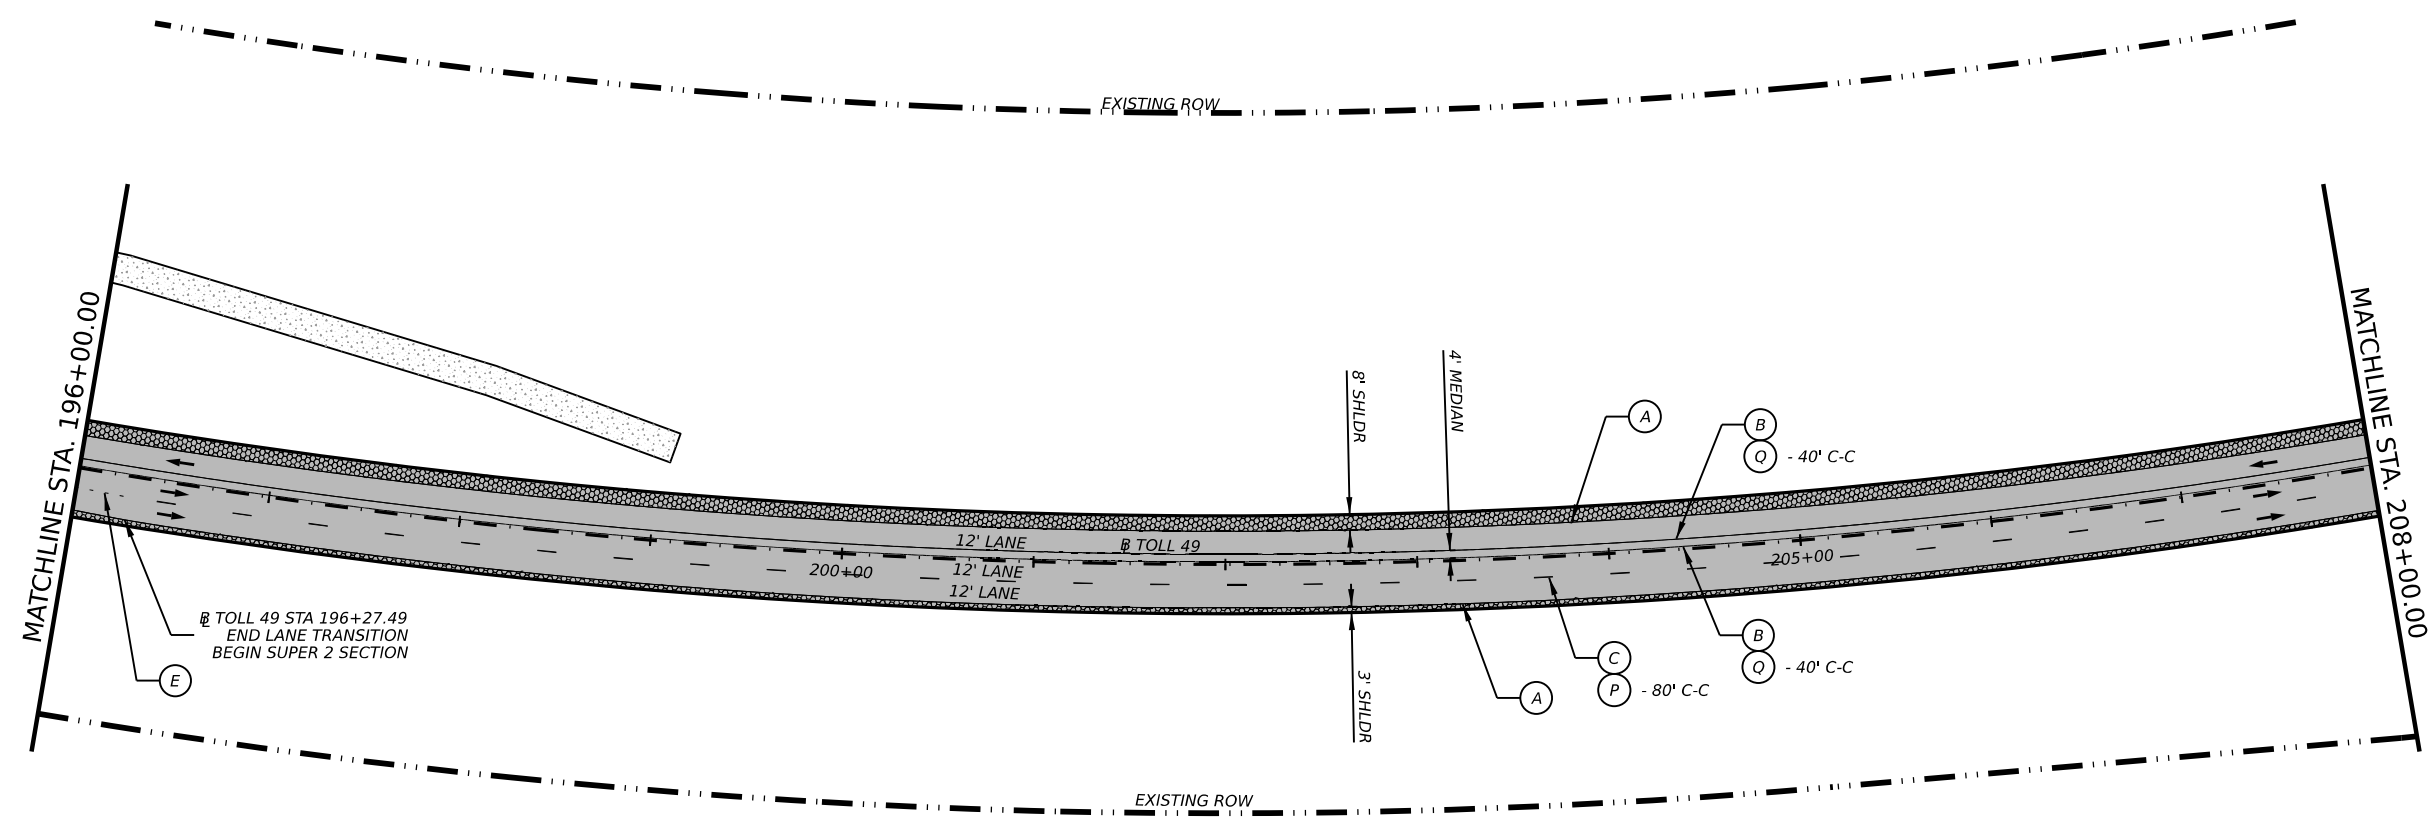 EXISTING ROW
MATCHLINE STA. 196+00.00
MATCHLINE STA. 208+00.00
8' SHLDR
4' MEDIAN
A
B
Q - 40' C-C
12' LANE
B TOLL 49
12' LANE
12' LANE
200+00
205+00
B
L TOLL 49 STA 196+27.49
END LANE TRANSITION
BEGIN SUPER 2 SECTION
E
3' SHLDR
A
C
P - 80' C-C
B
Q - 40' C-C
EXISTING ROW